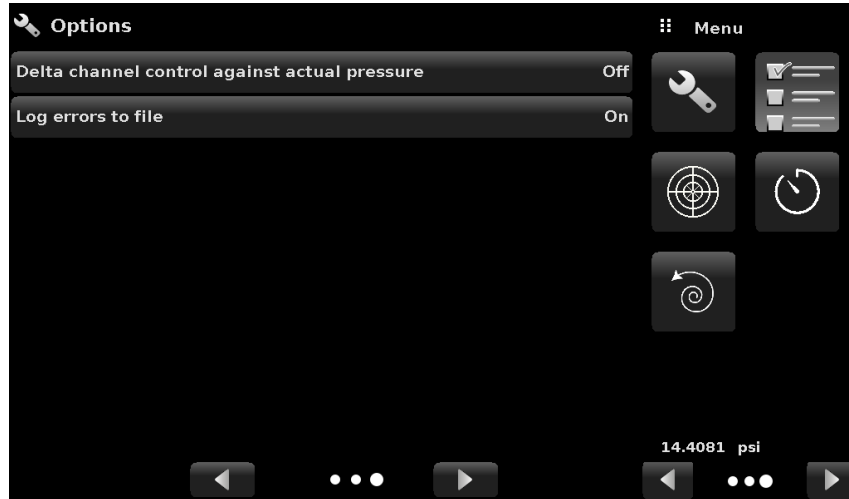 Options
Menu
Delta channel control against actual pressure Off
Log errors to file On
14.4081 psi